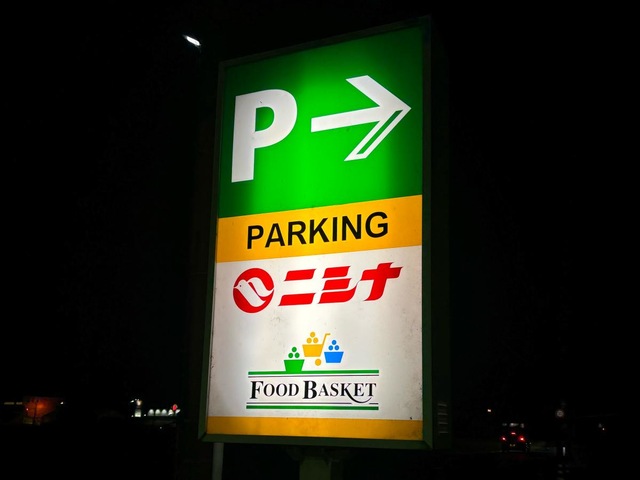 P
PARKING
ニシナ
FOOD BASKET